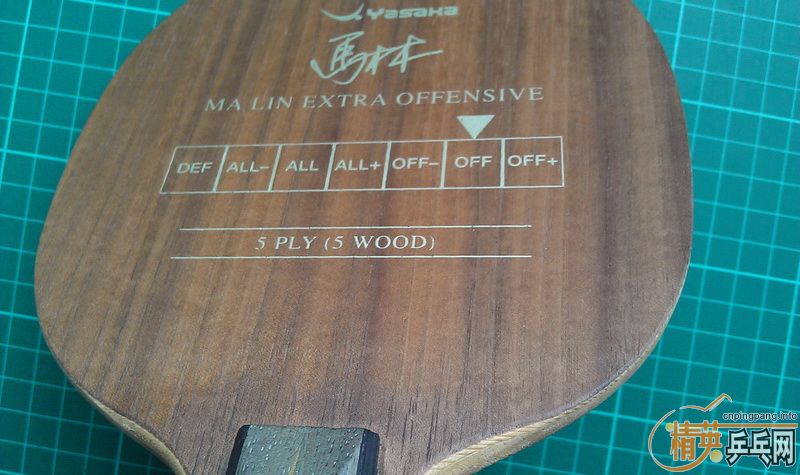 Yasaka
馬林
MA LIN EXTRA OFFENSIVE
DEF ALL- ALL ALL+ OFF- OFF OFF+
5 PLY (5 WOOD)
cnpingpang.info
精英乒乓网